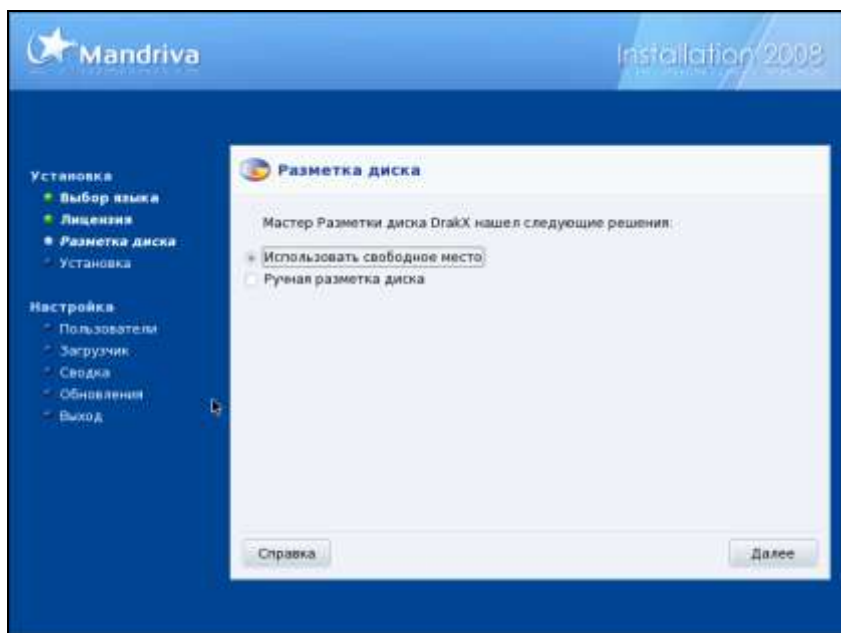 Mandriva
Installation 2008
Установка
Выбор языка
Лицензия
Разметка диска
Установка
Настройка
Пользователи
Загрузчик
Сводка
Обновления
Выход
Разметка диска
Мастер Разметки диска DrakX нашел следующие решения:
Использовать свободное место
Ручная разметка диска
Справка
Далее